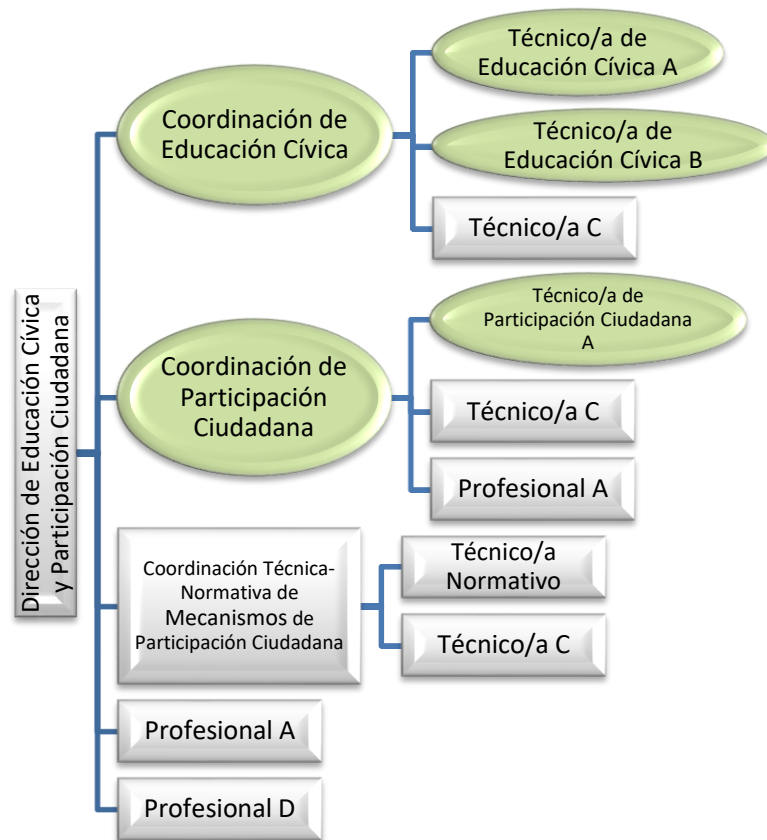 Dirección de Educación Cívica
y Participación Ciudadana
Coordinación de
Educación Cívica
Técnico/a de
Educación Cívica A
Técnico/a de
Educación Cívica B
Técnico/a C
Coordinación de
Participación
Ciudadana
Técnico/a de
Participación Ciudadana
A
Técnico/a C
Profesional A
Coordinación Técnica-
Normativa de
Mecanismos de
Participación Ciudadana
Técnico/a
Normativo
Técnico/a C
Profesional A
Profesional D